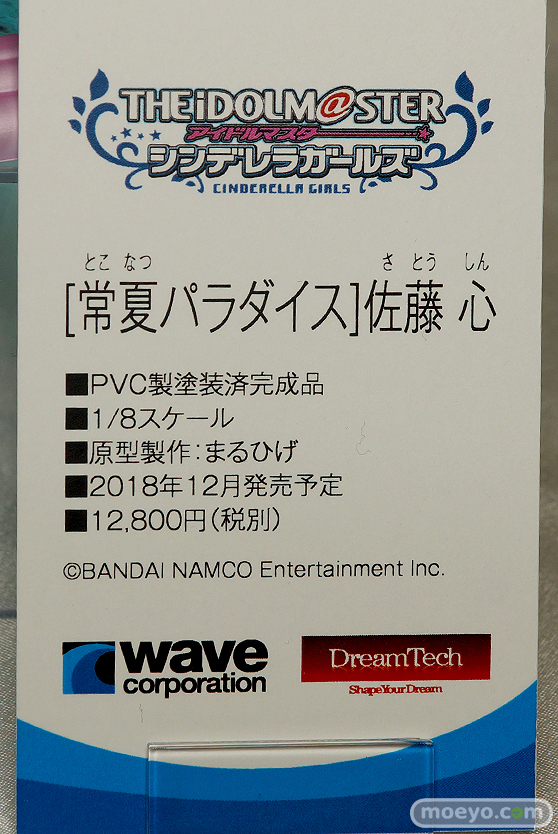 THE iDOLM@STER
アイドルマスター
シンデレラガールズ
CINDERELLA GIRLS
とこ なつ さ とう しん
[常夏パラダイス]佐藤 心
■PVC製塗装済完成品
■1/8スケール
■原型製作:まるひげ
■2018年12月発売予定
■12,800円(税別)
©BANDAI NAMCO Entertainment Inc.
wave
corporation
DreamTech
Shape Your Dream
moeyo.com